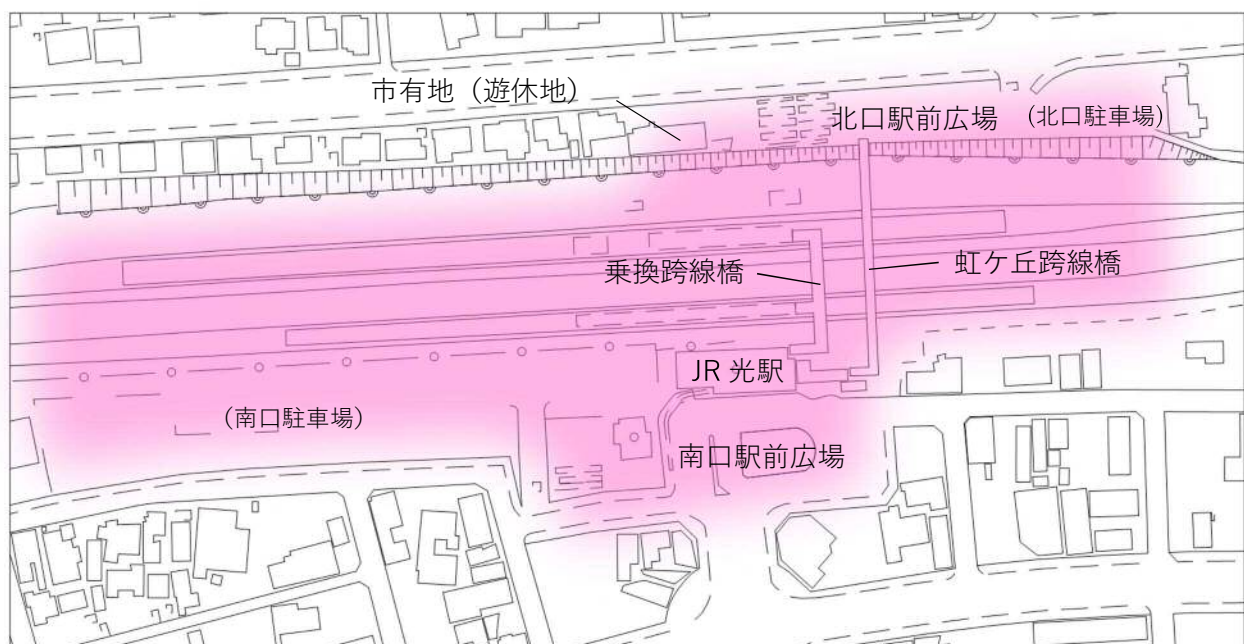 市有地（遊休地）
北口駅前広場
（北口駐車場）
乗換跨線橋
虹ケ丘跨線橋
JR 光駅
（南口駐車場）
南口駅前広場